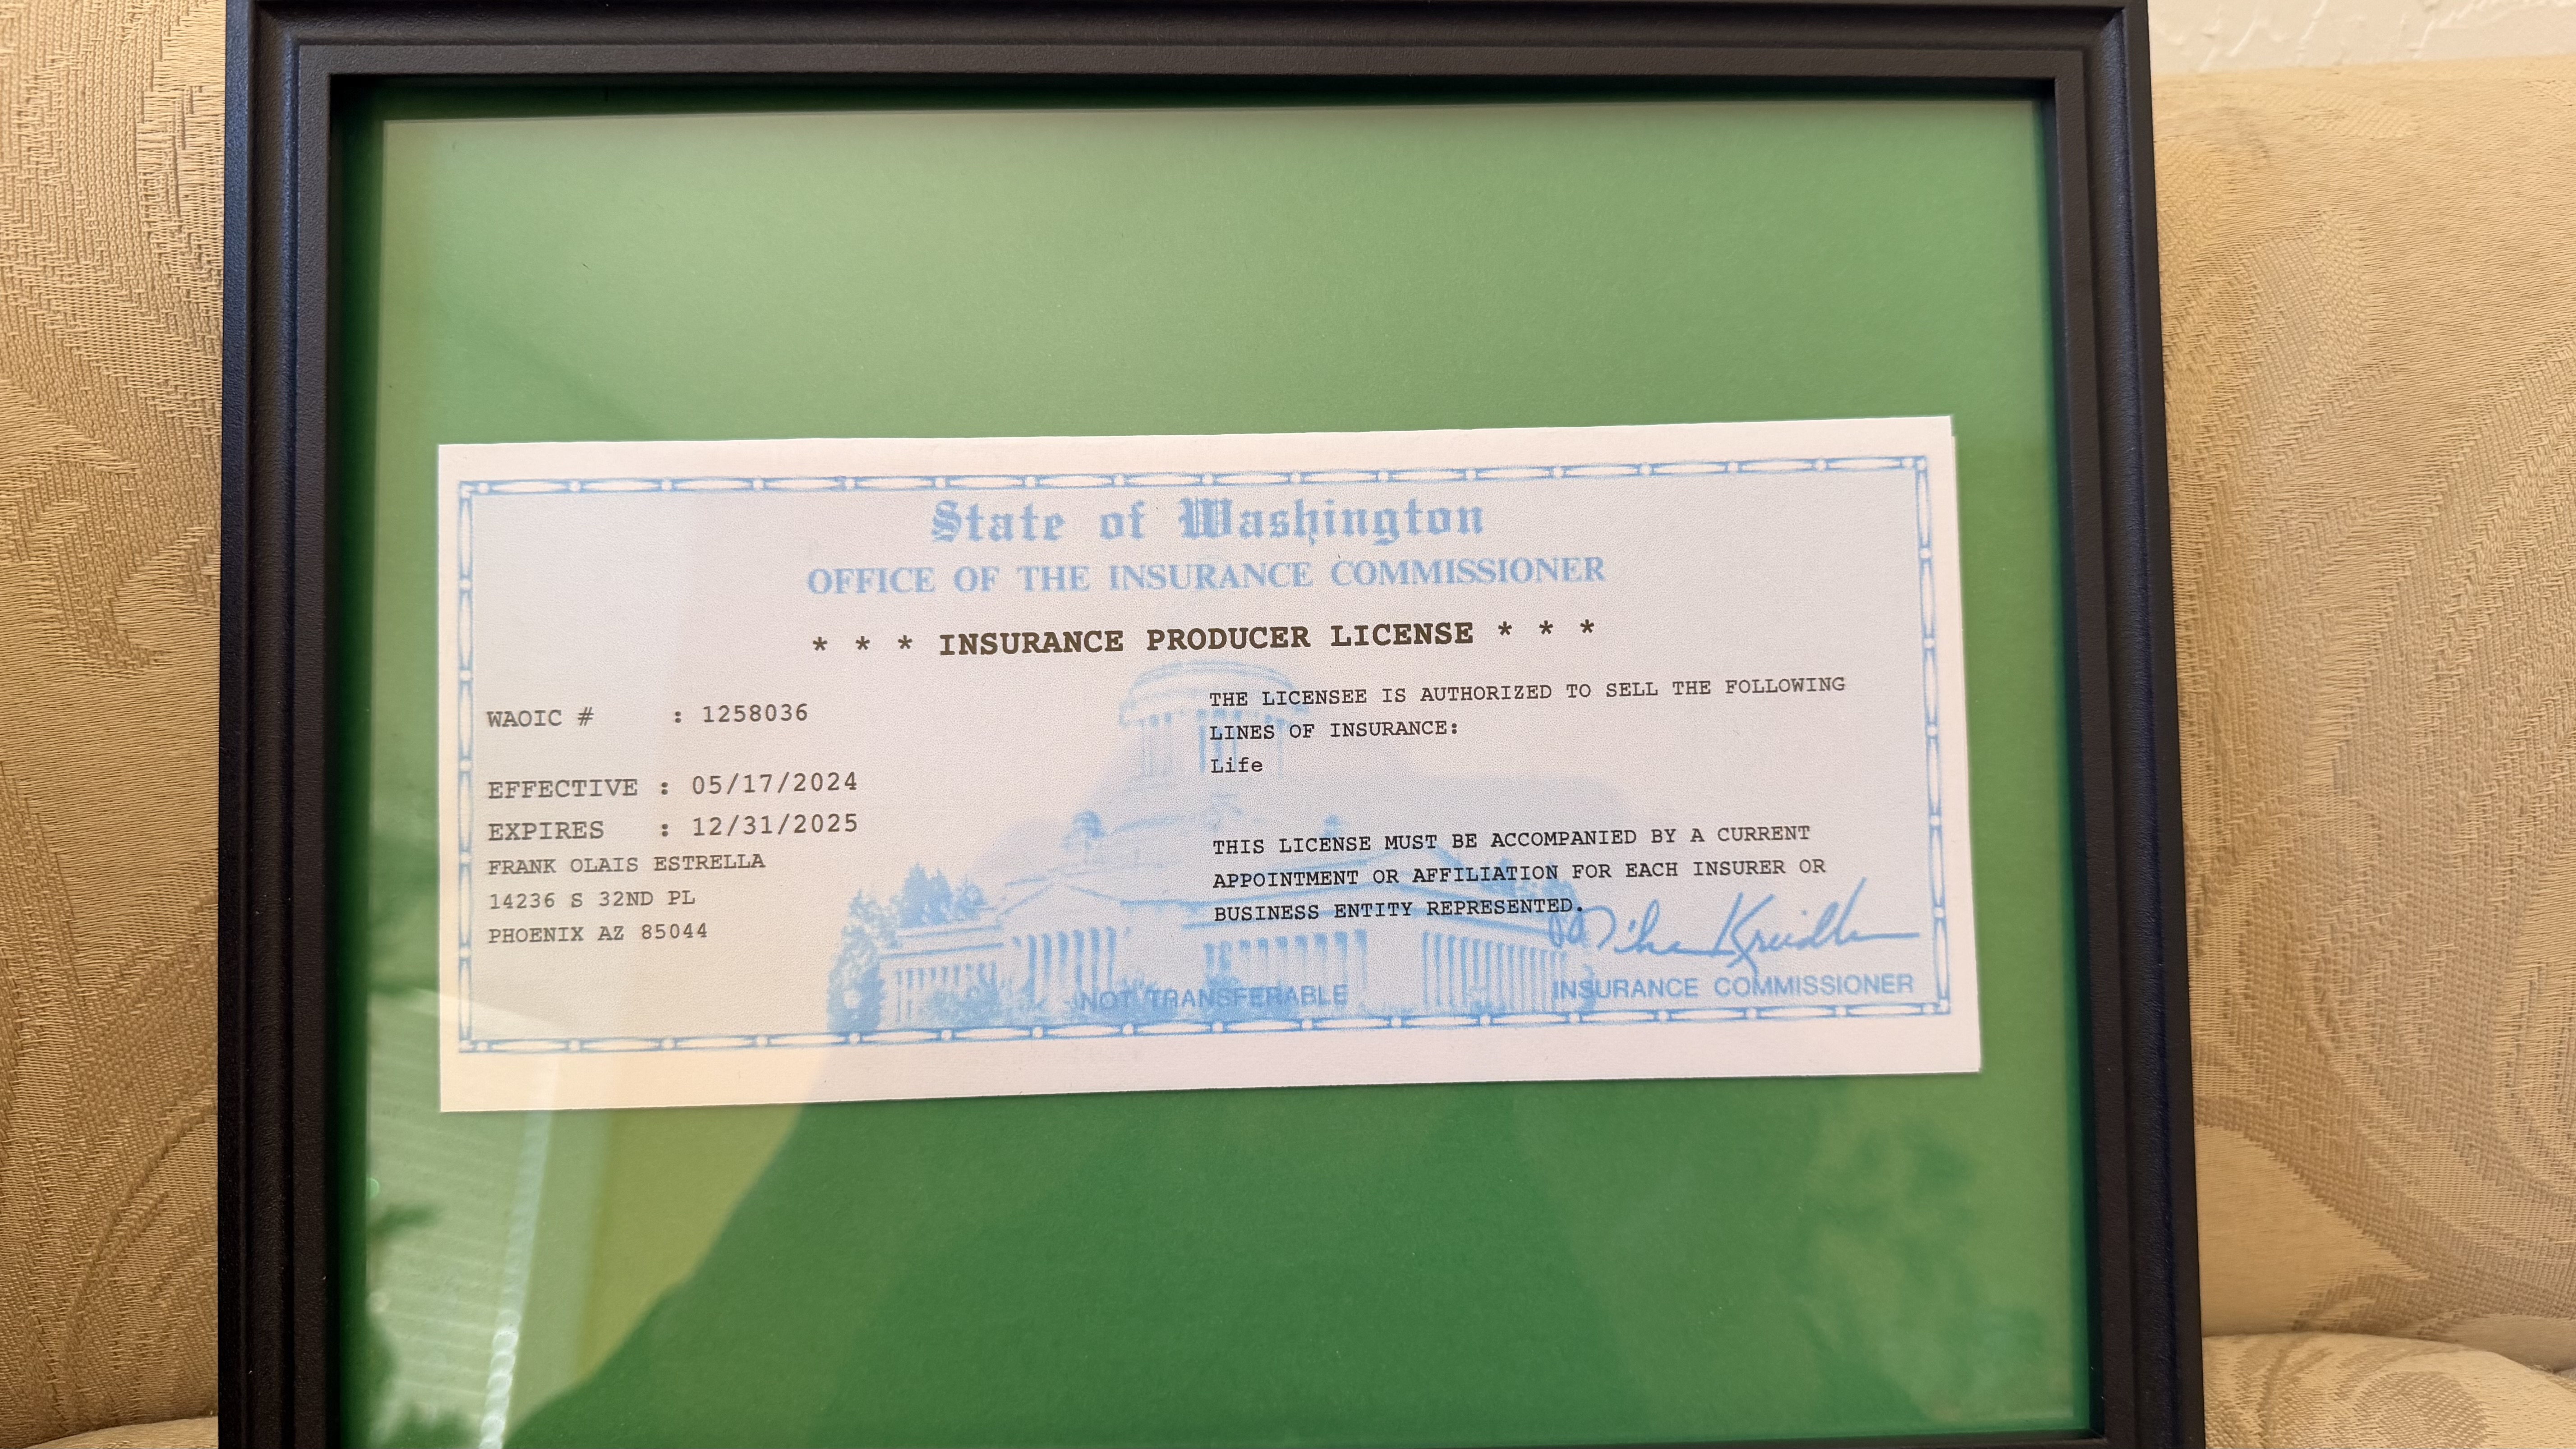 State of Washington
OFFICE OF THE INSURANCE COMMISSIONER
* * * INSURANCE PRODUCER LICENSE * * *
WAOIC # : 1258036
EFFECTIVE : 05/17/2024
EXPIRES : 12/31/2025
FRANK OLAIS ESTRELLA
14236 S 32ND PL
PHOENIX AZ 85044
THE LICENSEE IS AUTHORIZED TO SELL THE FOLLOWING
LINES OF INSURANCE:
Life
THIS LICENSE MUST BE ACCOMPANIED BY A CURRENT
APPOINTMENT OR AFFILIATION FOR EACH INSURER OR
BUSINESS ENTITY REPRESENTED.
Mike Kreidler
NOT TRANSFERABLE
INSURANCE COMMISSIONER